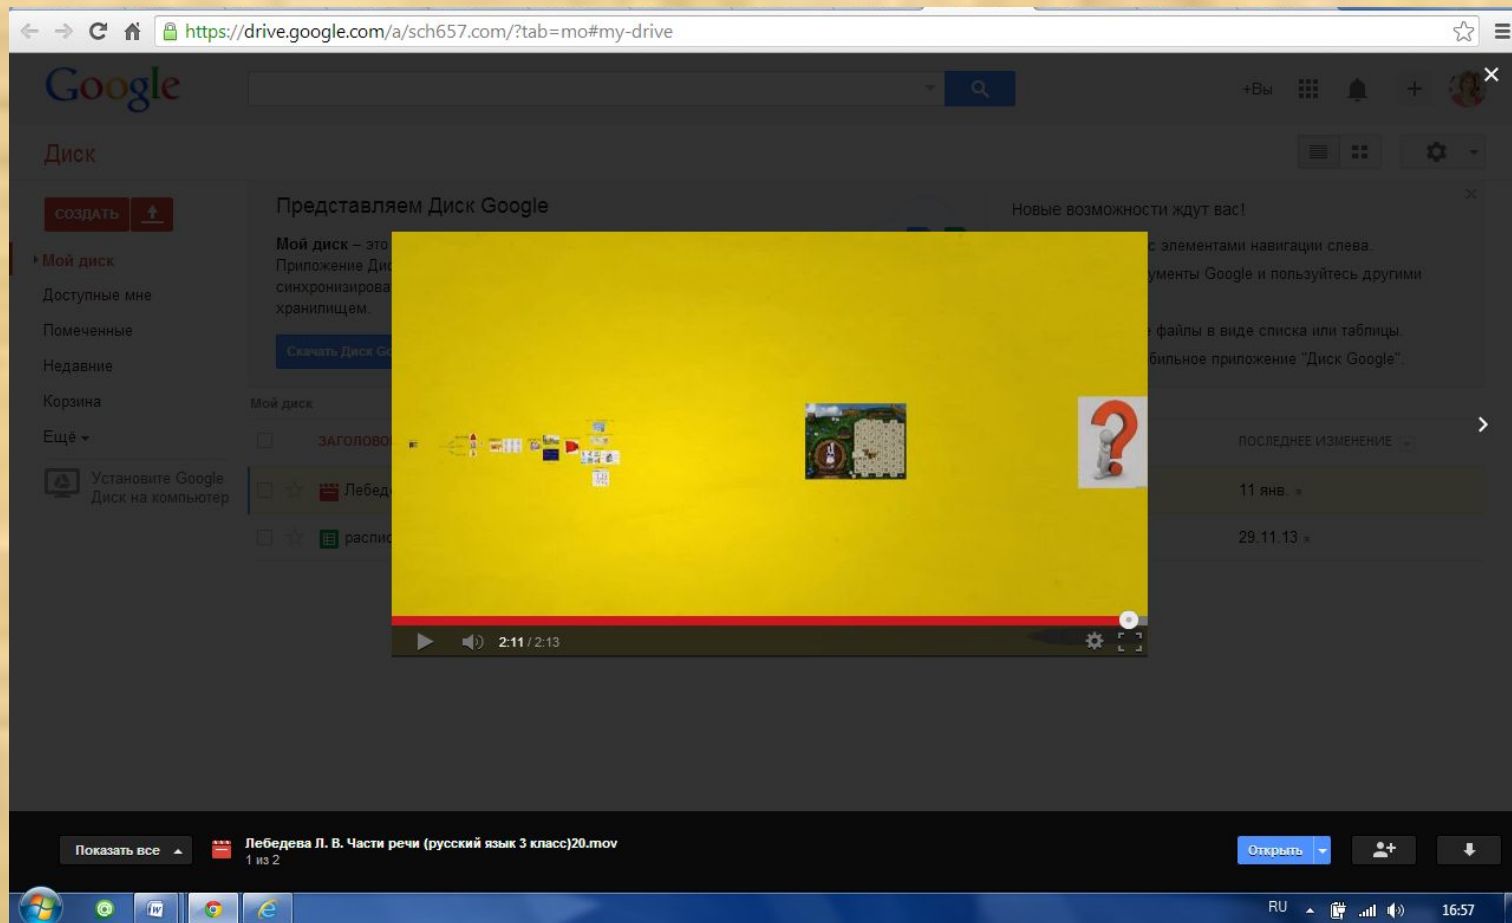 https://drive.google.com/a/sch657.com/?tab=mo#my-drive
Google
+Вы
Диск
СОЗДАТЬ
Мой диск
Доступные мне
Помеченные
Недавние
Корзина
Ещё
Установите Google
Диск на компьютер
Представляем Диск Google
Мой диск – это
Приложение Дис
синхронизирова
хранилищем.
Скачать Диск Go
Новые возможности ждут вас!
с элементами навигации слева.
ументы Google и пользуйтесь другими
файлы в виде списка или таблицы.
бильное приложение "Диск Google".
Мой диск
ЗАГОЛОВО
ПОСЛЕДНЕЕ ИЗМЕНЕНИЕ
Лебед
11 янв.
распис
29.11.13
2:11 / 2:13
Показать все
Лебедева Л. В. Части речи (русский язык 3 класс)20.mov
1 из 2
Открыть
RU
16:57